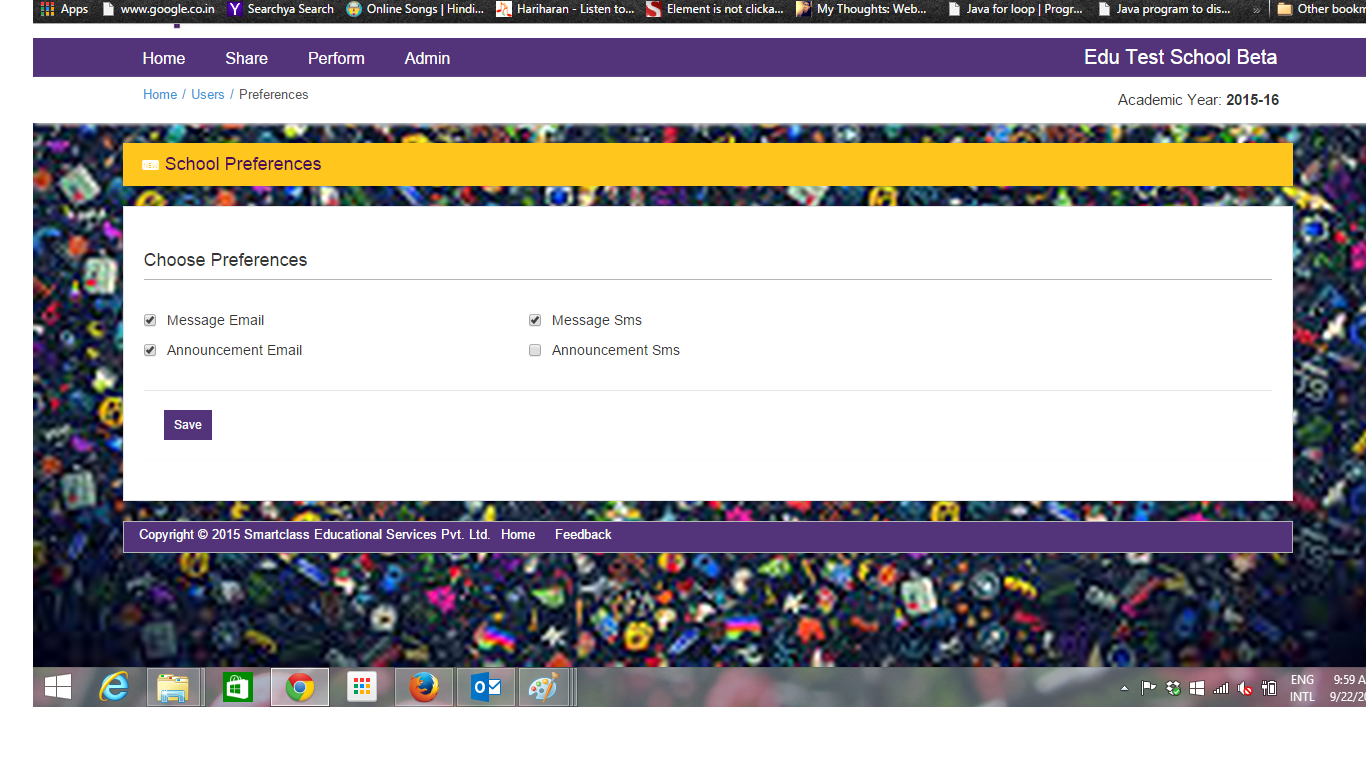 Apps www.google.co.in Searchya Search Online Songs | Hindi... Hariharan - Listen to... Element is not clicka... My Thoughts: Web... Java for loop | Progr... Java program to dis... » Other bookm
Home Share Perform Admin Edu Test School Beta
Home / Users / Preferences
Academic Year: 2015-16
School Preferences
Choose Preferences
Message Email Message Sms
Announcement Email Announcement Sms
Save
Copyright © 2015 Smartclass Educational Services Pvt. Ltd. Home Feedback
ENG 9:59 A
INTL 9/22/20